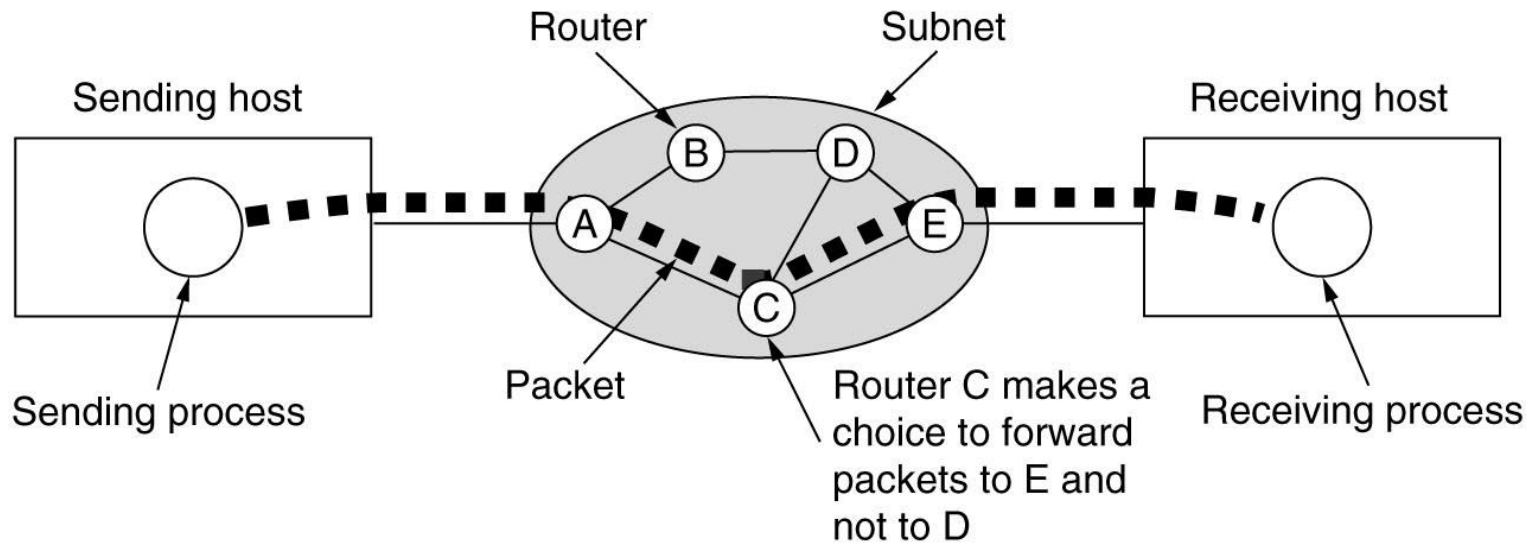 Router
Subnet
Sending host
Receiving host
B
D
A
E
C
Packet
Sending process
Router C makes a
choice to forward
packets to E and
not to D
Receiving process